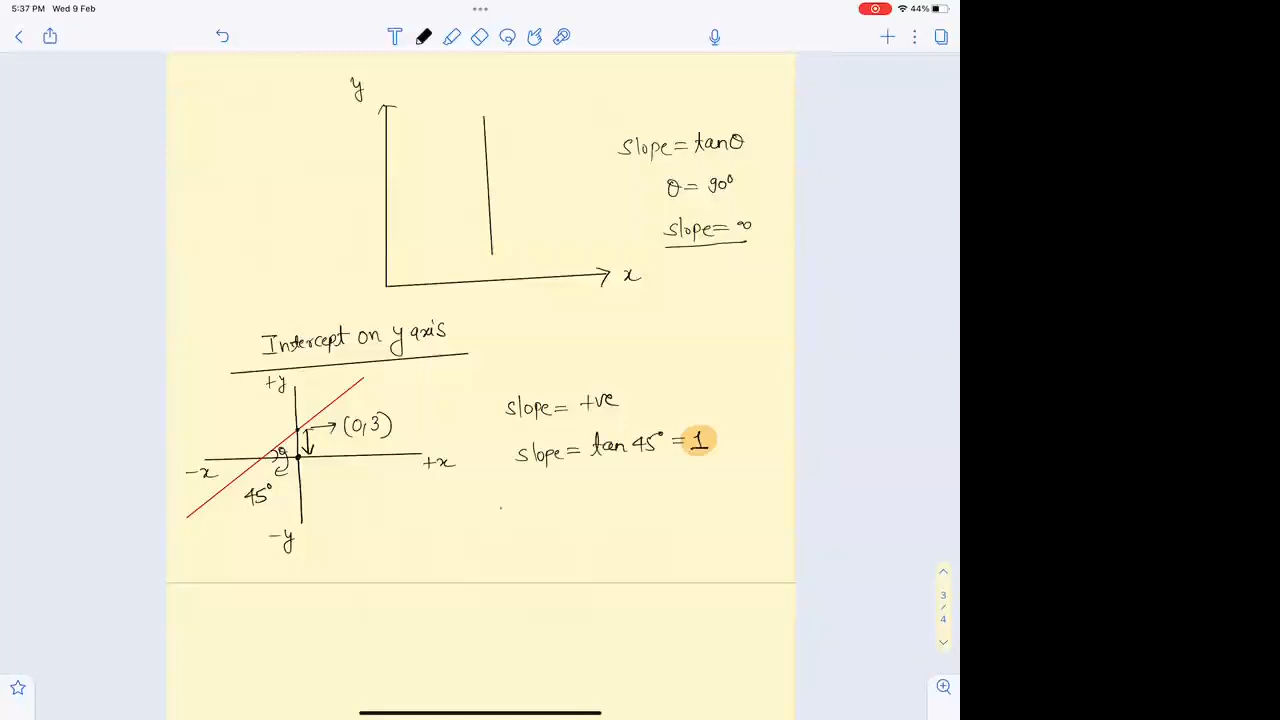 5:37 PM Wed 9 Feb
44%
T
y
slope = tanθ
θ = 90°
slope = ∞
x
Intercept on y axis
+y
(0,3)
slope = +ve
slope = tan 45° = 1
-x
+x
θ
45°
-y
3
/
4